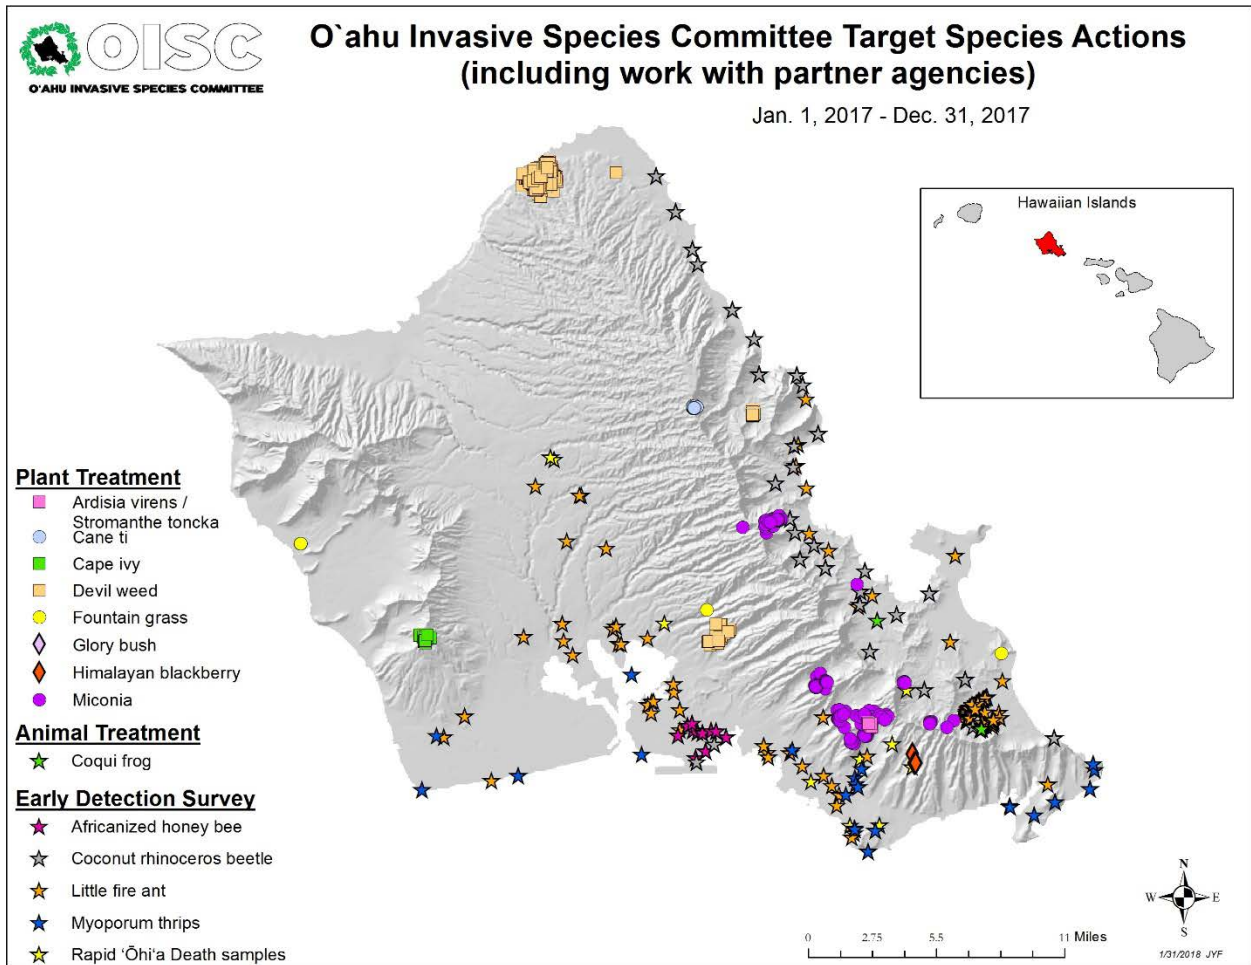 OISC
O'AHU INVASIVE SPECIES COMMITTEE
O`ahu Invasive Species Committee Target Species Actions
(including work with partner agencies)
Jan. 1, 2017 - Dec. 31, 2017
Hawaiian Islands
Plant Treatment
Ardisia virens /
Stromanthe toncka
Cane ti
Cape ivy
Devil weed
Fountain grass
Glory bush
Himalayan blackberry
Miconia
Animal Treatment
Coqui frog
Early Detection Survey
Africanized honey bee
Coconut rhinoceros beetle
Little fire ant
Myoporum thrips
Rapid ʻŌhiʻa Death samples
N
W E
S
0 2.75 5.5 11 Miles
1/31/2018 JYF